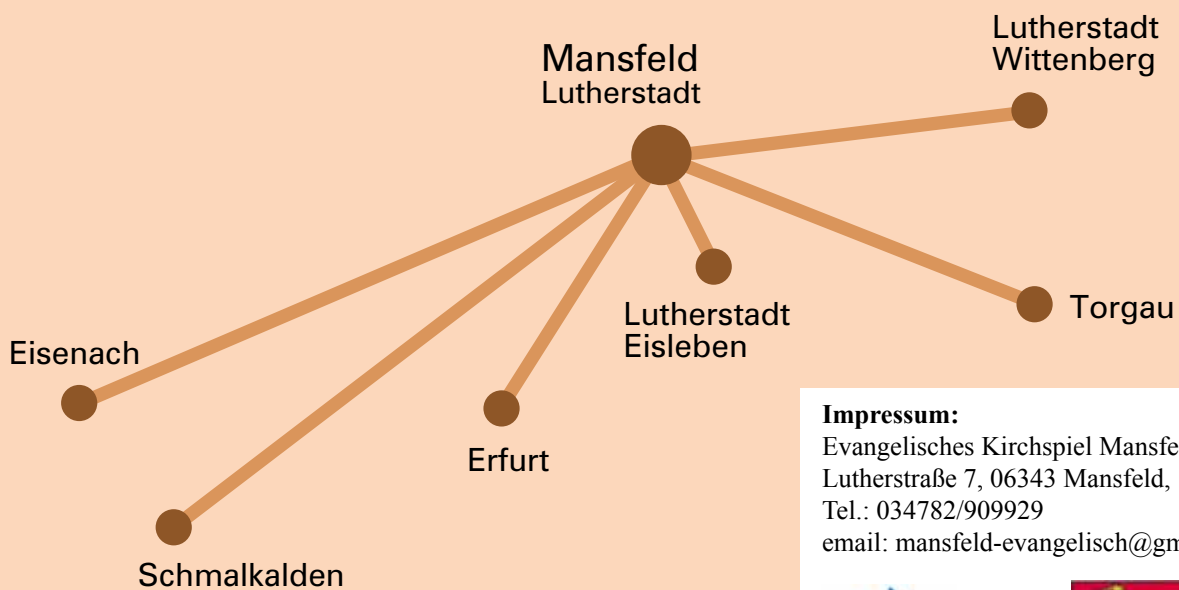 Mansfeld
Lutherstadt
Lutherstadt
Wittenberg
Lutherstadt
Eisleben
Torgau
Eisenach
Erfurt
Schmalkalden
Impressum:
Evangelisches Kirchspiel Mansfe
Lutherstraße 7, 06343 Mansfeld,
Tel.: 034782/909929
email: mansfeld-evangelisch@gm